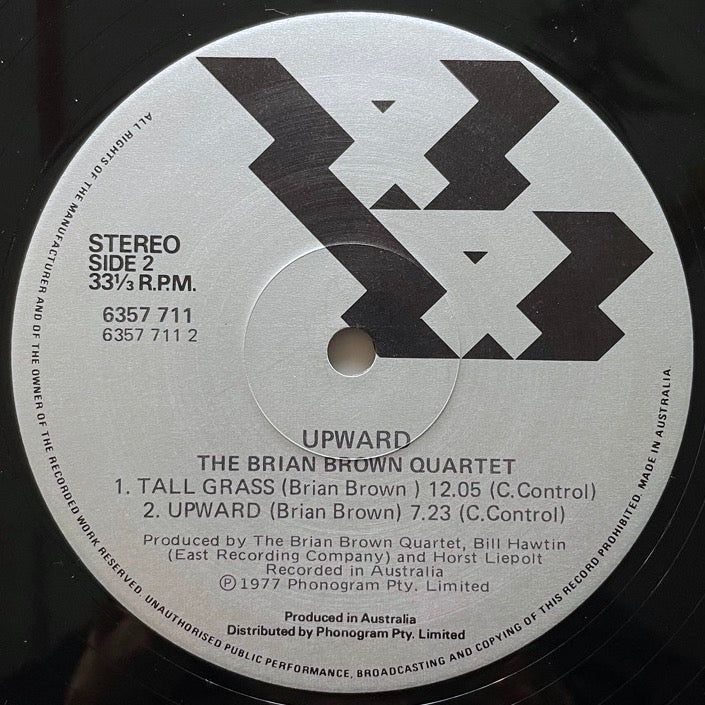 STEREO
SIDE 2
33⅓ R.P.M.
6357 711
6357 711 2
UPWARD
THE BRIAN BROWN QUARTET
1. TALL GRASS (Brian Brown ) 12.05 (C.Control)
2. UPWARD (Brian Brown) 7.23 (C.Control)
Produced by The Brian Brown Quartet, Bill Hawtin
(East Recording Company) and Horst Liepolt
Recorded in Australia
Ⓟ 1977 Phonogram Pty. Limited
Produced in Australia
Distributed by Phonogram Pty. Limited
ALL RIGHTS OF THE MANUFACTURER AND OF THE OWNER OF THE RECORDED WORK RESERVED. UNAUTHORISED PUBLIC PERFORMANCE, BROADCASTING AND COPYING OF THIS RECORD PROHIBITED. MADE IN AUSTRALIA